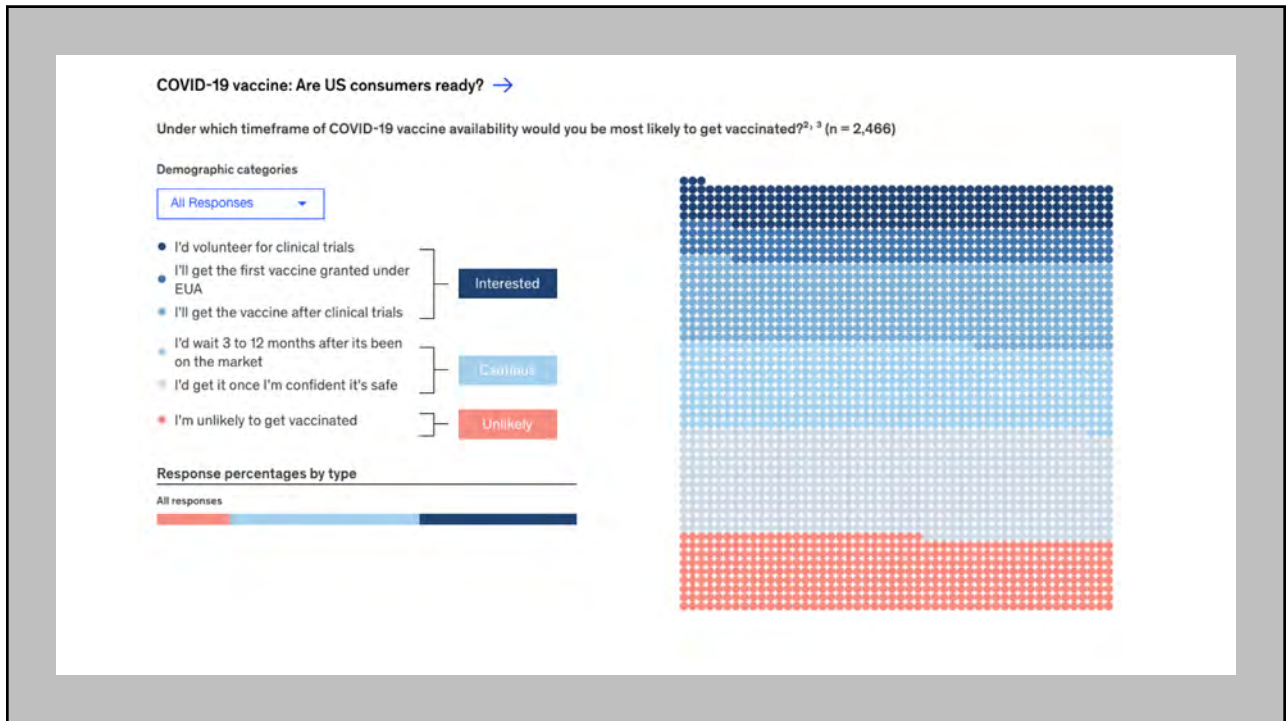 COVID-19 vaccine: Are US consumers ready? →
Under which timeframe of COVID-19 vaccine availability would you be most likely to get vaccinated?²˒ ³ (n = 2,466)
Demographic categories
All Responses
I'd volunteer for clinical trials
I'll get the first vaccine granted under
EUA
I'll get the vaccine after clinical trials
Interested
I'd wait 3 to 12 months after its been
on the market
I'd get it once I'm confident it's safe
Cautious
I'm unlikely to get vaccinated
Unlikely
Response percentages by type
All responses